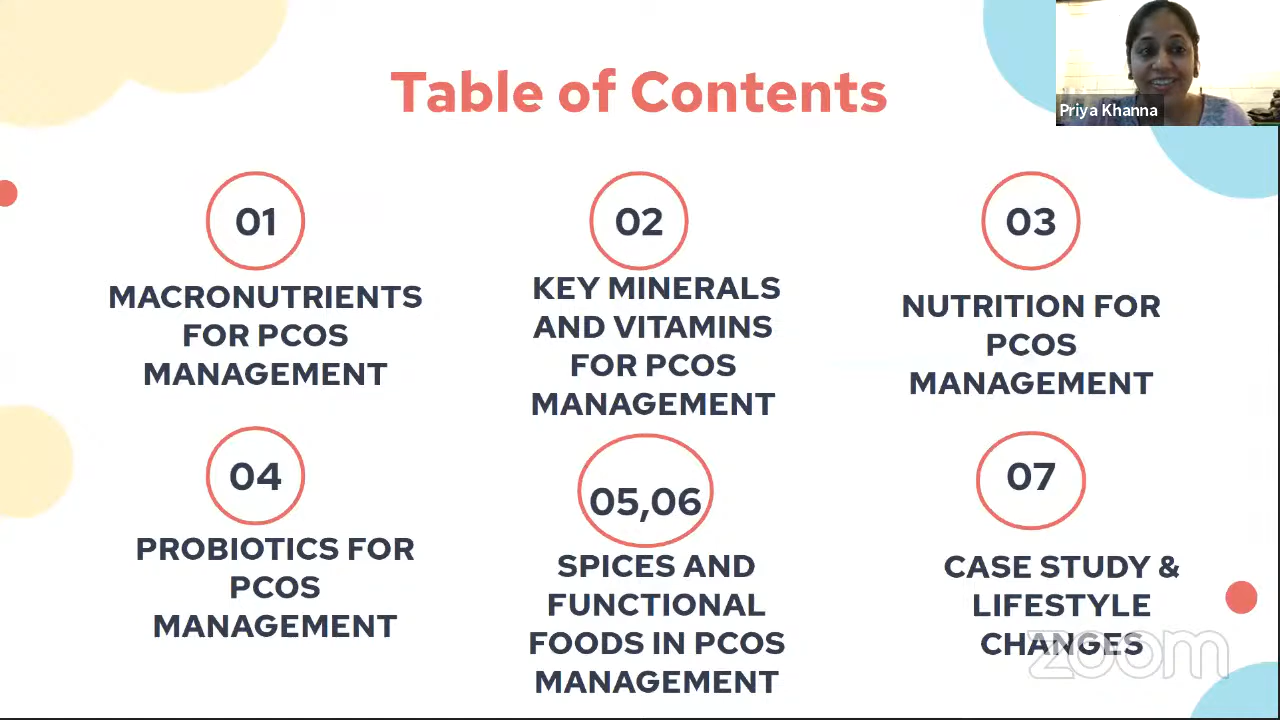 Table of Contents
Priya Khanna
01
MACRONUTRIENTS
FOR PCOS
MANAGEMENT
02
KEY MINERALS
AND VITAMINS
FOR PCOS
MANAGEMENT
03
NUTRITION FOR
PCOS
MANAGEMENT
04
PROBIOTICS FOR
PCOS
MANAGEMENT
05,06
SPICES AND
FUNCTIONAL
FOODS IN PCOS
MANAGEMENT
07
CASE STUDY &
LIFESTYLE
CHANGES
zoom